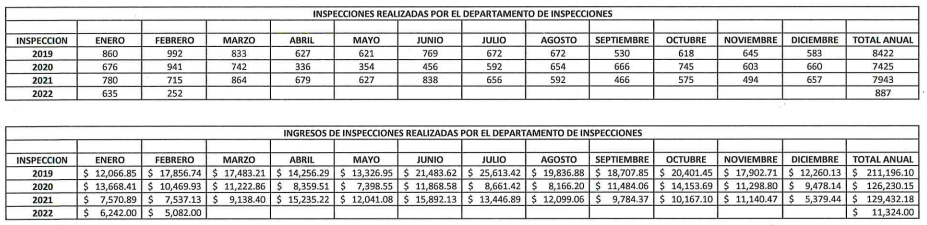 INSPECCIONES REALIZADAS POR EL DEPARTAMENTO DE INSPECCIONES
INSPECCION ENERO FEBRERO MARZO ABRIL MAYO JUNIO JULIO AGOSTO SEPTIEMBRE OCTUBRE NOVIEMBRE DICIEMBRE TOTAL ANUAL
2019 860 992 833 627 621 769 672 672 530 618 645 583 8422
2020 676 941 742 336 354 456 592 654 666 745 603 660 7425
2021 780 715 864 679 627 838 656 592 466 575 494 657 7943
2022 635 252 887
INGRESOS DE INSPECCIONES REALIZADAS POR EL DEPARTAMENTO DE INSPECCIONES
INSPECCION ENERO FEBRERO MARZO ABRIL MAYO JUNIO JULIO AGOSTO SEPTIEMBRE OCTUBRE NOVIEMBRE DICIEMBRE TOTAL ANUAL
2019 $ 12,066.85 $ 17,856.74 $ 17,483.21 $ 14,256.29 $ 13,326.95 $ 21,483.62 $ 25,613.42 $ 19,836.88 $ 18,707.85 $ 20,401.45 $ 17,902.71 $ 12,260.13 $ 211,196.10
2020 $ 13,668.41 $ 10,469.93 $ 11,222.86 $ 8,359.51 $ 7,398.55 $ 11,868.58 $ 8,661.42 $ 8,166.20 $ 11,484.06 $ 14,153.69 $ 11,298.80 $ 9,478.14 $ 126,230.15
2021 $ 7,570.89 $ 7,537.13 $ 9,138.40 $ 15,235.22 $ 12,041.08 $ 15,892.13 $ 13,446.89 $ 12,099.06 $ 9,784.37 $ 10,167.10 $ 11,140.47 $ 5,379.44 $ 129,432.18
2022 $ 6,242.00 $ 5,082.00 $ 11,324.00